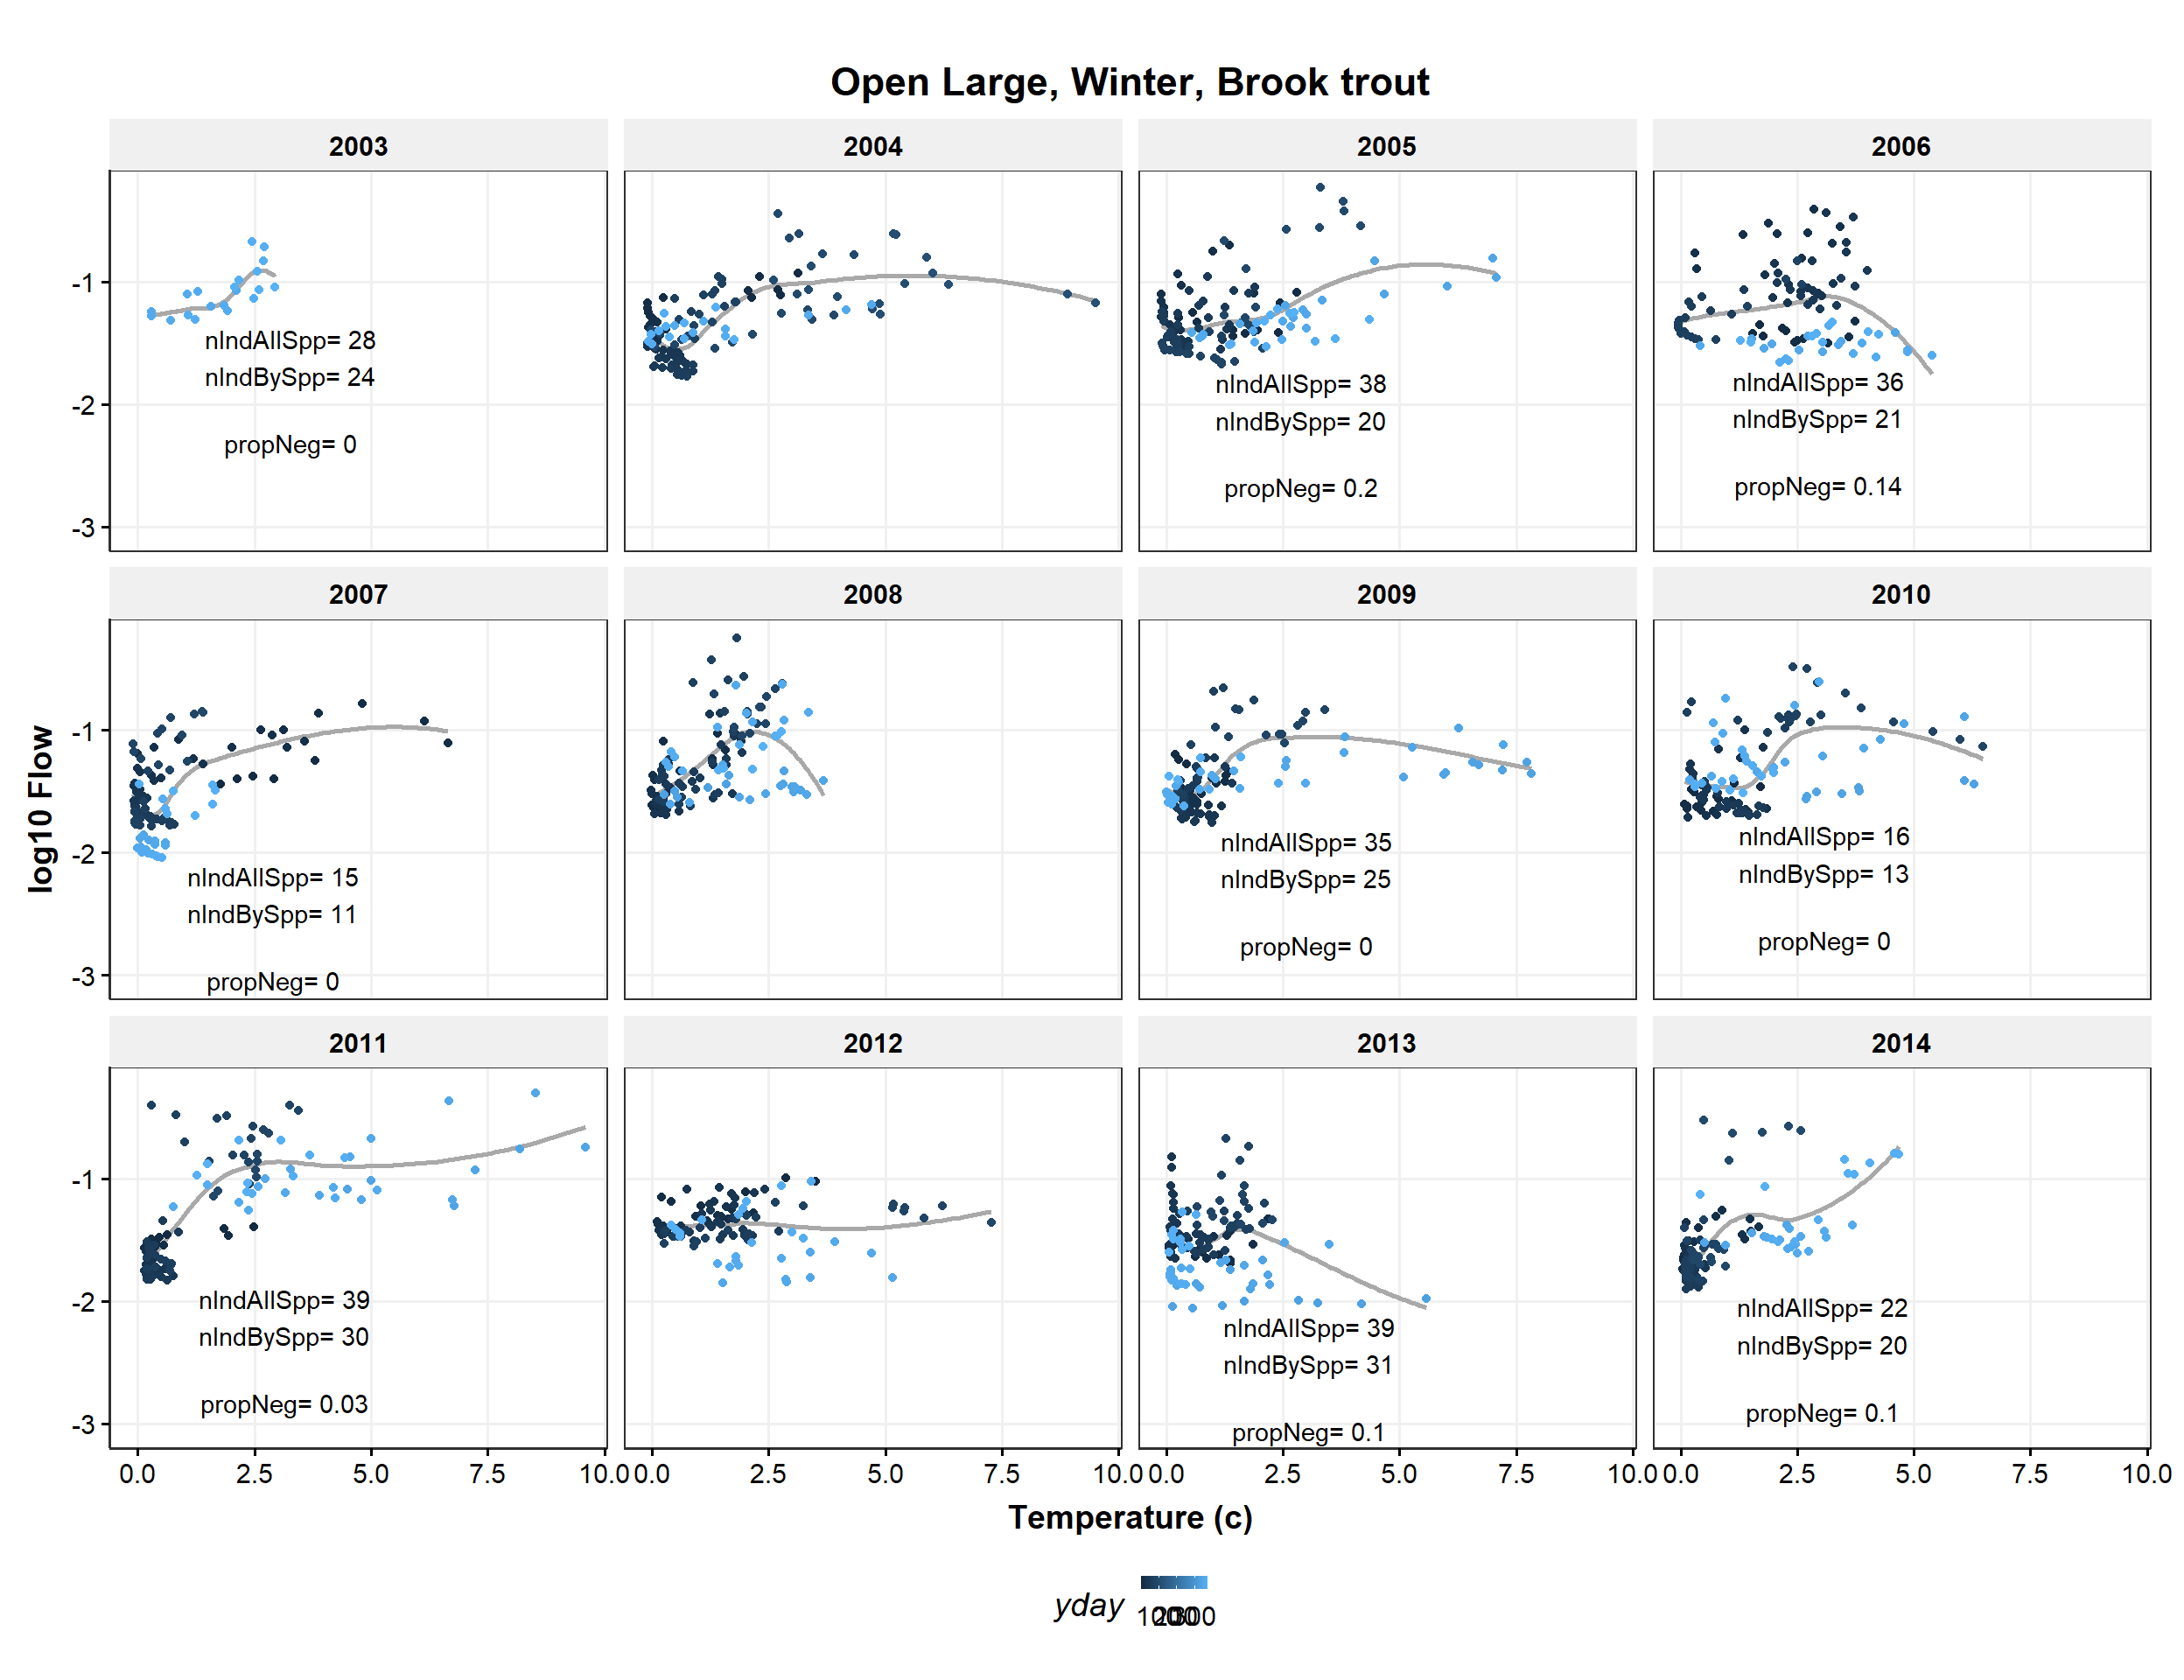 Open Large, Winter, Brook trout
2003
2004
2005
2006
-1
-2
-3
nIndAllSpp= 28
nIndBySpp= 24
propNeg= 0
nIndAllSpp= 38
nIndBySpp= 20
propNeg= 0.2
nIndAllSpp= 36
nIndBySpp= 21
propNeg= 0.14
2007
2008
2009
2010
log10 Flow
-1
-2
-3
nIndAllSpp= 15
nIndBySpp= 11
propNeg= 0
nIndAllSpp= 35
nIndBySpp= 25
propNeg= 0
nIndAllSpp= 16
nIndBySpp= 13
propNeg= 0
2011
2012
2013
2014
-1
-2
-3
nIndAllSpp= 39
nIndBySpp= 30
propNeg= 0.03
nIndAllSpp= 39
nIndBySpp= 31
propNeg= 0.1
nIndAllSpp= 22
nIndBySpp= 20
propNeg= 0.1
0.0 2.5 5.0 7.5 10.0
0.0 2.5 5.0 7.5 10.0
0.0 2.5 5.0 7.5 10.0
0.0 2.5 5.0 7.5 10.0
Temperature (c)
yday
100 200 300